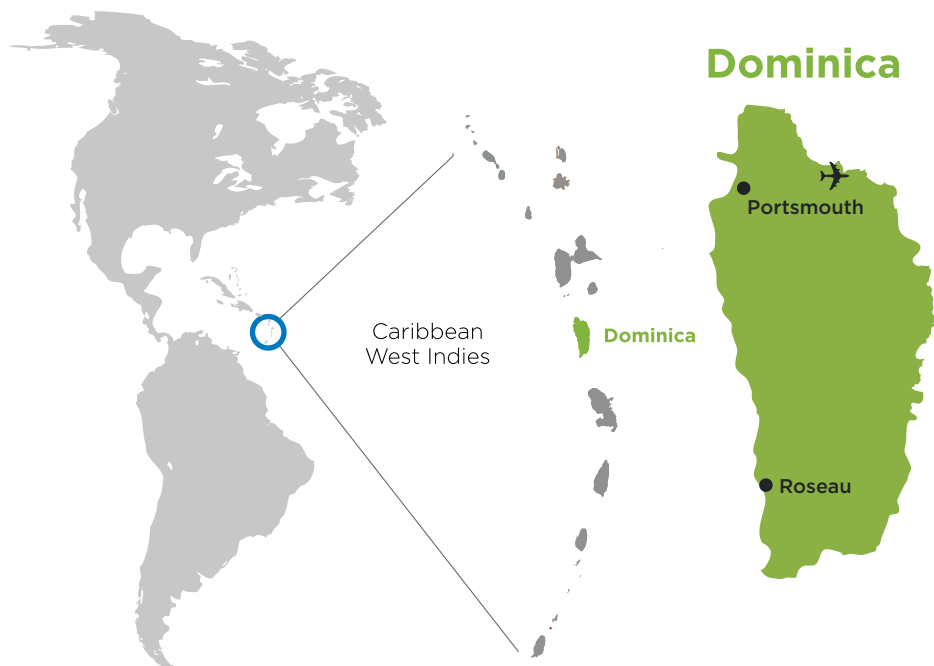 Dominica
Portsmouth
Caribbean
West Indies
Dominica
Roseau